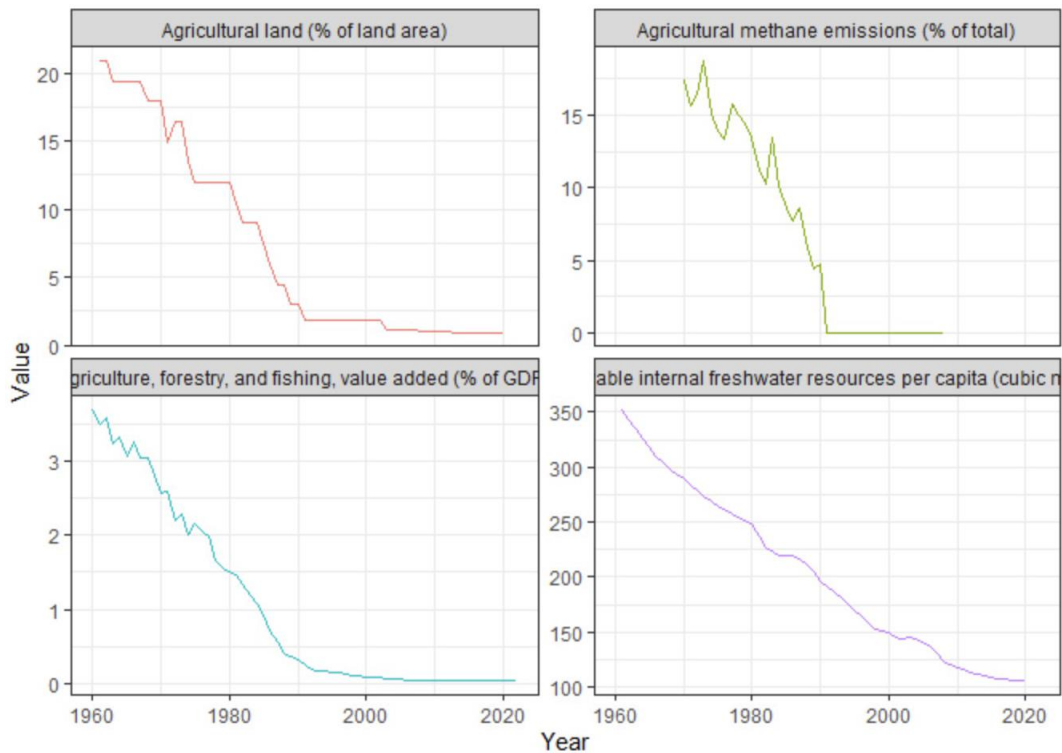 Agricultural land (% of land area)
20
15
10
5
0
Agricultural methane emissions (% of total)
15
10
5
0
griculture, forestry, and fishing, value added (% of GDP
3
2
1
0
able internal freshwater resources per capita (cubic m
350
300
250
200
150
100
1960 1980 2000 2020
1960 1980 2000 2020
Value
Year